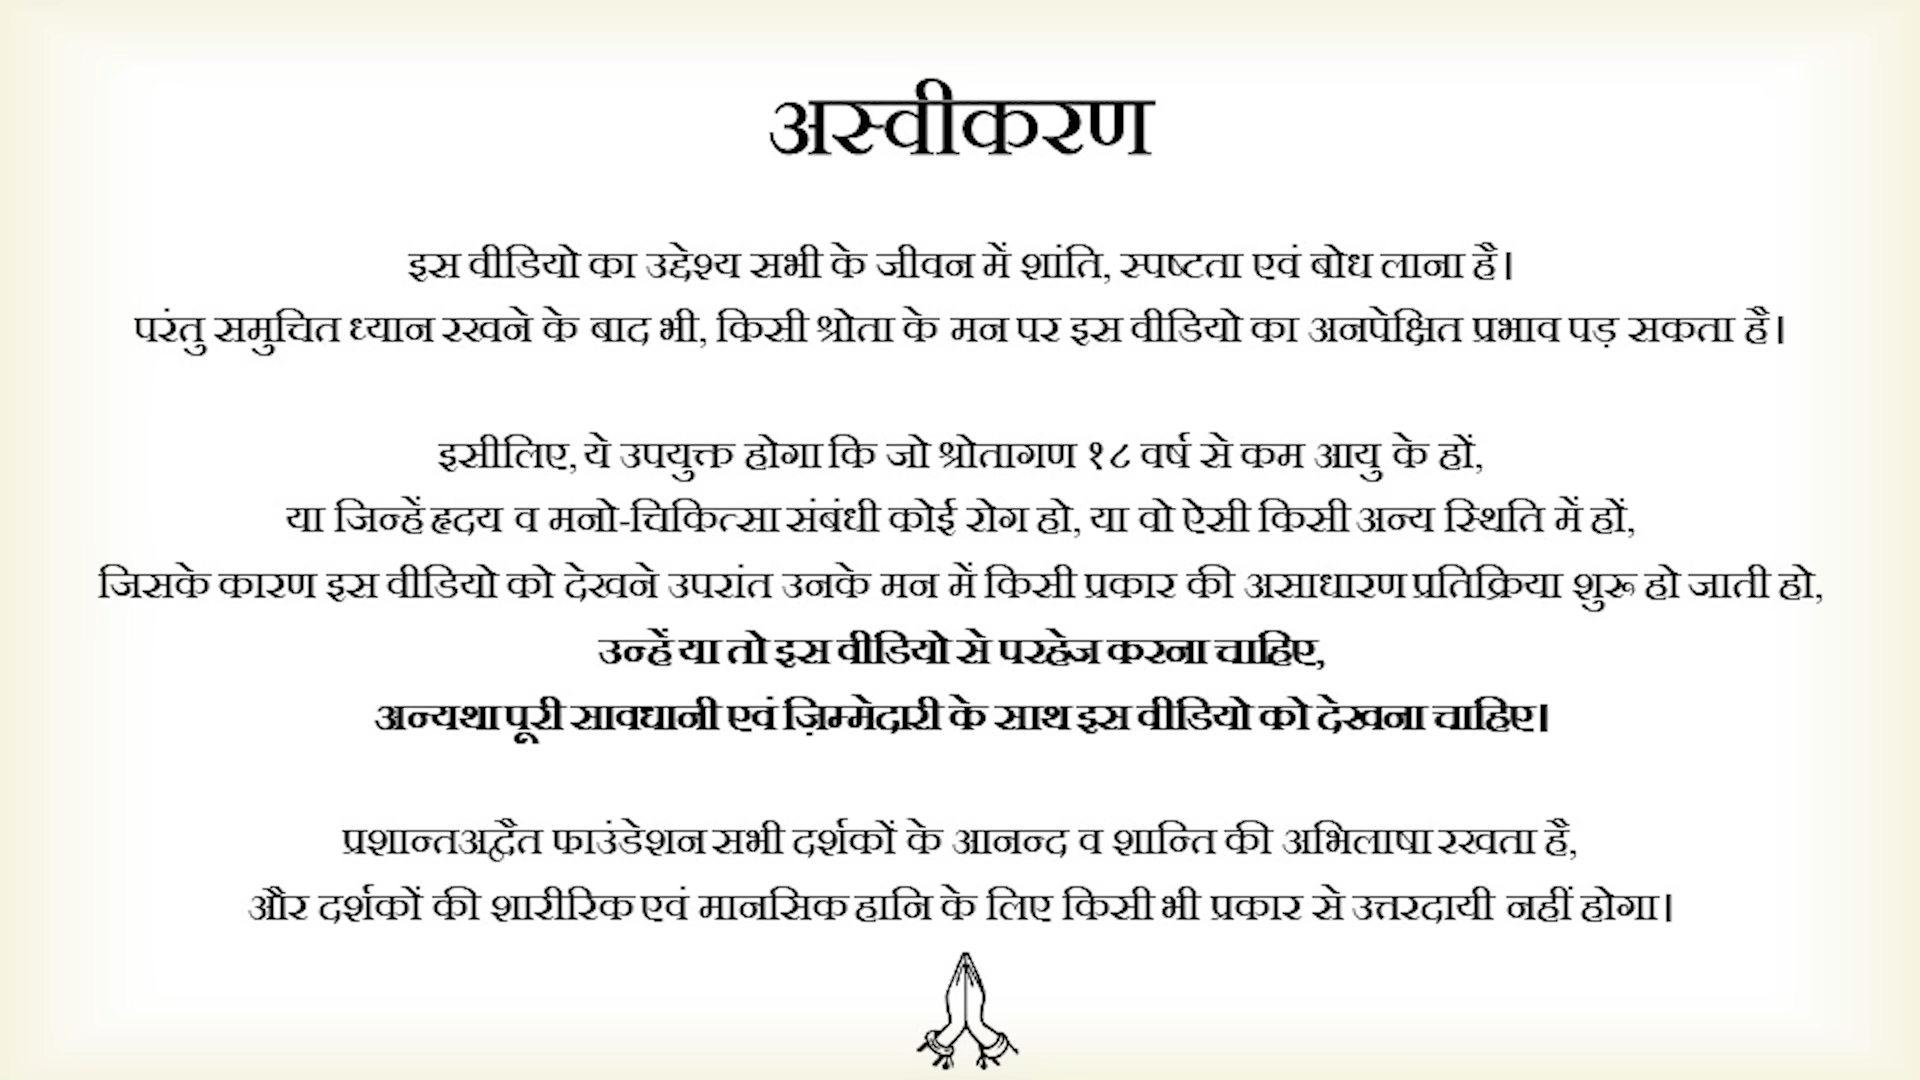 अस्वीकरण
इस वीडियो का उद्देश्य सभी के जीवन में शांति, स्पष्टता एवं बोध लाना है।
परंतु समुचित ध्यान रखने के बाद भी, किसी श्रोता के मन पर इस वीडियो का अनपेक्षित प्रभाव पड़ सकता है।
इसीलिए, ये उपयुक्त होगा कि जो श्रोतागण १८ वर्ष से कम आयु के हों,
या जिन्हें हृदय व मनो-चिकित्सा संबंधी कोई रोग हो, या वो ऐसी किसी अन्य स्थिति में हों,
जिसके कारण इस वीडियो को देखने उपरांत उनके मन में किसी प्रकार की असाधारण प्रतिक्रिया शुरू हो जाती हो,
उन्हें या तो इस वीडियो से परहेज करना चाहिए,
अन्यथा पूरी सावधानी एवं ज़िम्मेदारी के साथ इस वीडियो को देखना चाहिए।
प्रशान्तअद्वैत फाउंडेशन सभी दर्शकों के आनन्द व शान्ति की अभिलाषा रखता है,
और दर्शकों की शारीरिक एवं मानसिक हानि के लिए किसी भी प्रकार से उत्तरदायी नहीं होगा।